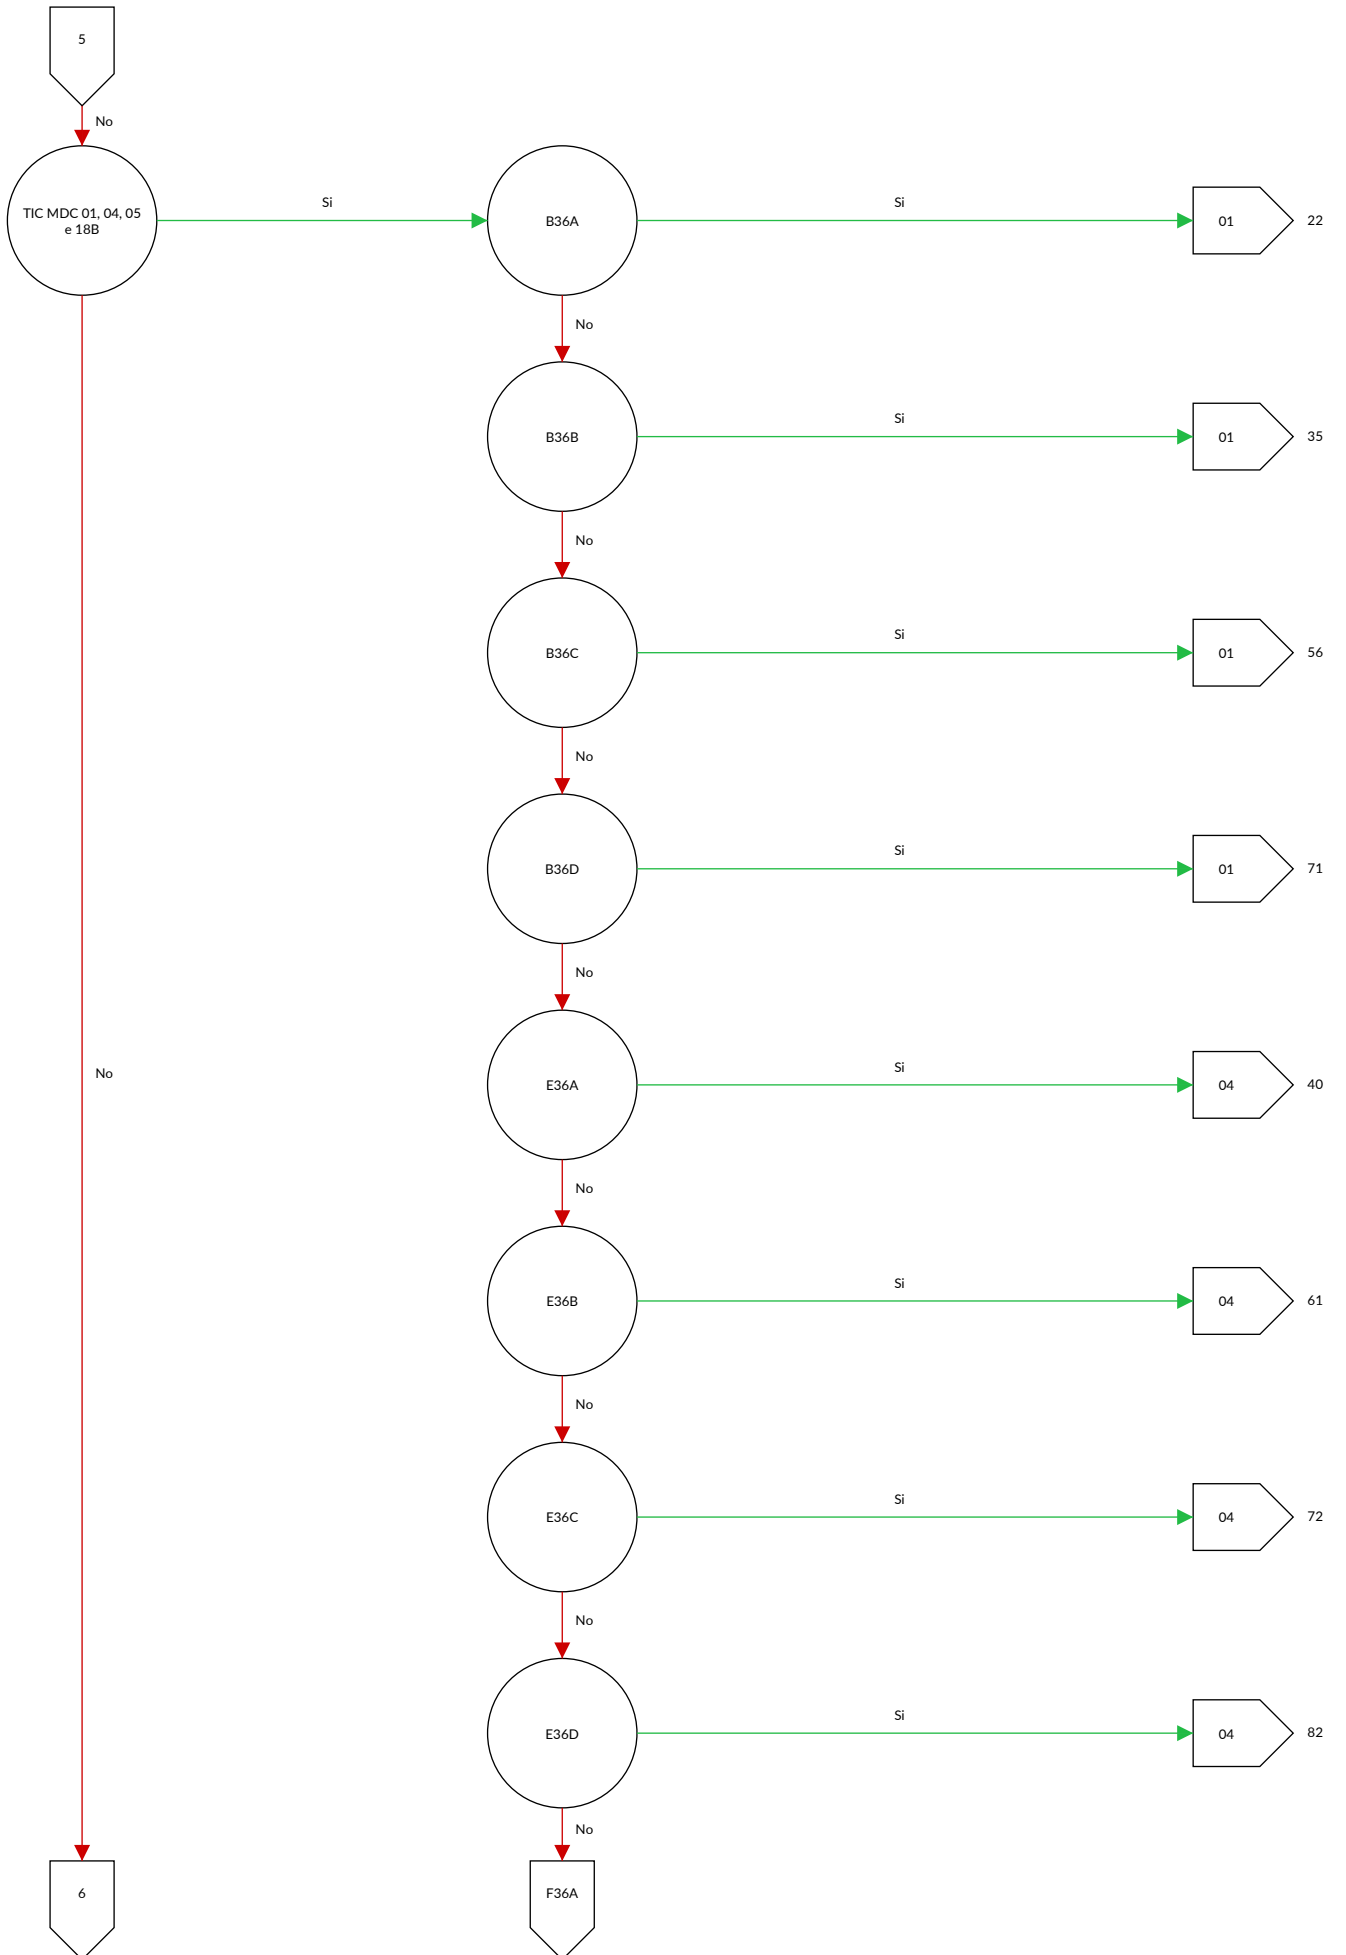 5
No
TIC MDC 01, 04, 05
e 18B
Si
B36A
Si
01
22
No
B36B
Si
01
35
No
B36C
Si
01
56
No
B36D
Si
01
71
No
E36A
Si
04
40
No
No
E36B
Si
04
61
No
E36C
Si
04
72
No
E36D
Si
04
82
No
6
F36A